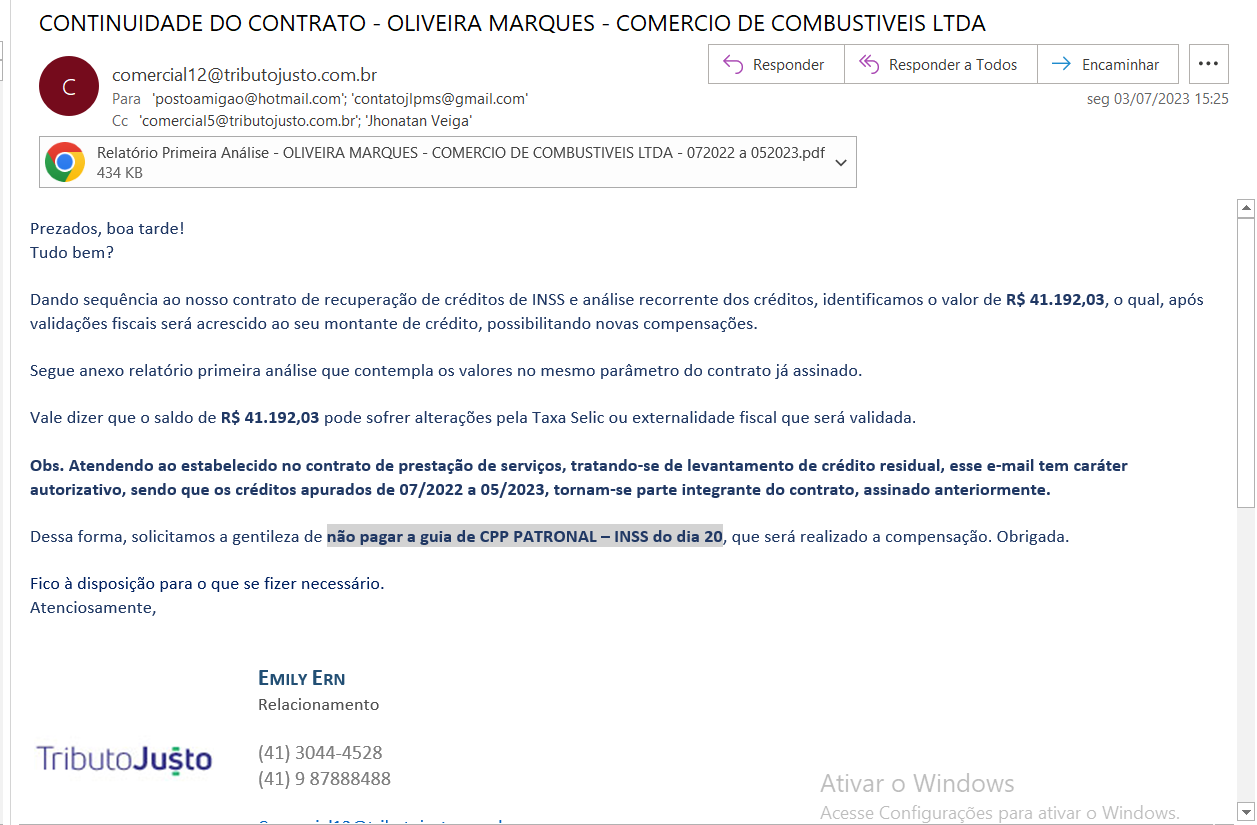 CONTINUIDADE DO CONTRATO - OLIVEIRA MARQUES - COMERCIO DE COMBUSTIVEIS LTDA
C
comercial12@tributojusto.com.br
Para 'postoamigao@hotmail.com'; 'contatojlpms@gmail.com'
Cc 'comercial5@tributojusto.com.br'; 'Jhonatan Veiga'
Responder
Responder a Todos
Encaminhar
seg 03/07/2023 15:25
Relatório Primeira Análise - OLIVEIRA MARQUES - COMERCIO DE COMBUSTIVEIS LTDA - 072022 a 052023.pdf
434 KB
Prezados, boa tarde!
Tudo bem?
Dando sequência ao nosso contrato de recuperação de créditos de INSS e análise recorrente dos créditos, identificamos o valor de R$ 41.192,03, o qual, após
validações fiscais será acrescido ao seu montante de crédito, possibilitando novas compensações.
Segue anexo relatório primeira análise que contempla os valores no mesmo parâmetro do contrato já assinado.
Vale dizer que o saldo de R$ 41.192,03 pode sofrer alterações pela Taxa Selic ou externalidade fiscal que será validada.
Obs. Atendendo ao estabelecido no contrato de prestação de serviços, tratando-se de levantamento de crédito residual, esse e-mail tem caráter
autorizativo, sendo que os créditos apurados de 07/2022 a 05/2023, tornam-se parte integrante do contrato, assinado anteriormente.
Dessa forma, solicitamos a gentileza de não pagar a guia de CPP PATRONAL – INSS do dia 20, que será realizado a compensação. Obrigada.
Fico à disposição para o que se fizer necessário.
Atenciosamente,
EMILY ERN
Relacionamento
TributoJusto
(41) 3044-4528
(41) 9 87888488
Ativar o Windows
Acesse Configurações para ativar o Windows.